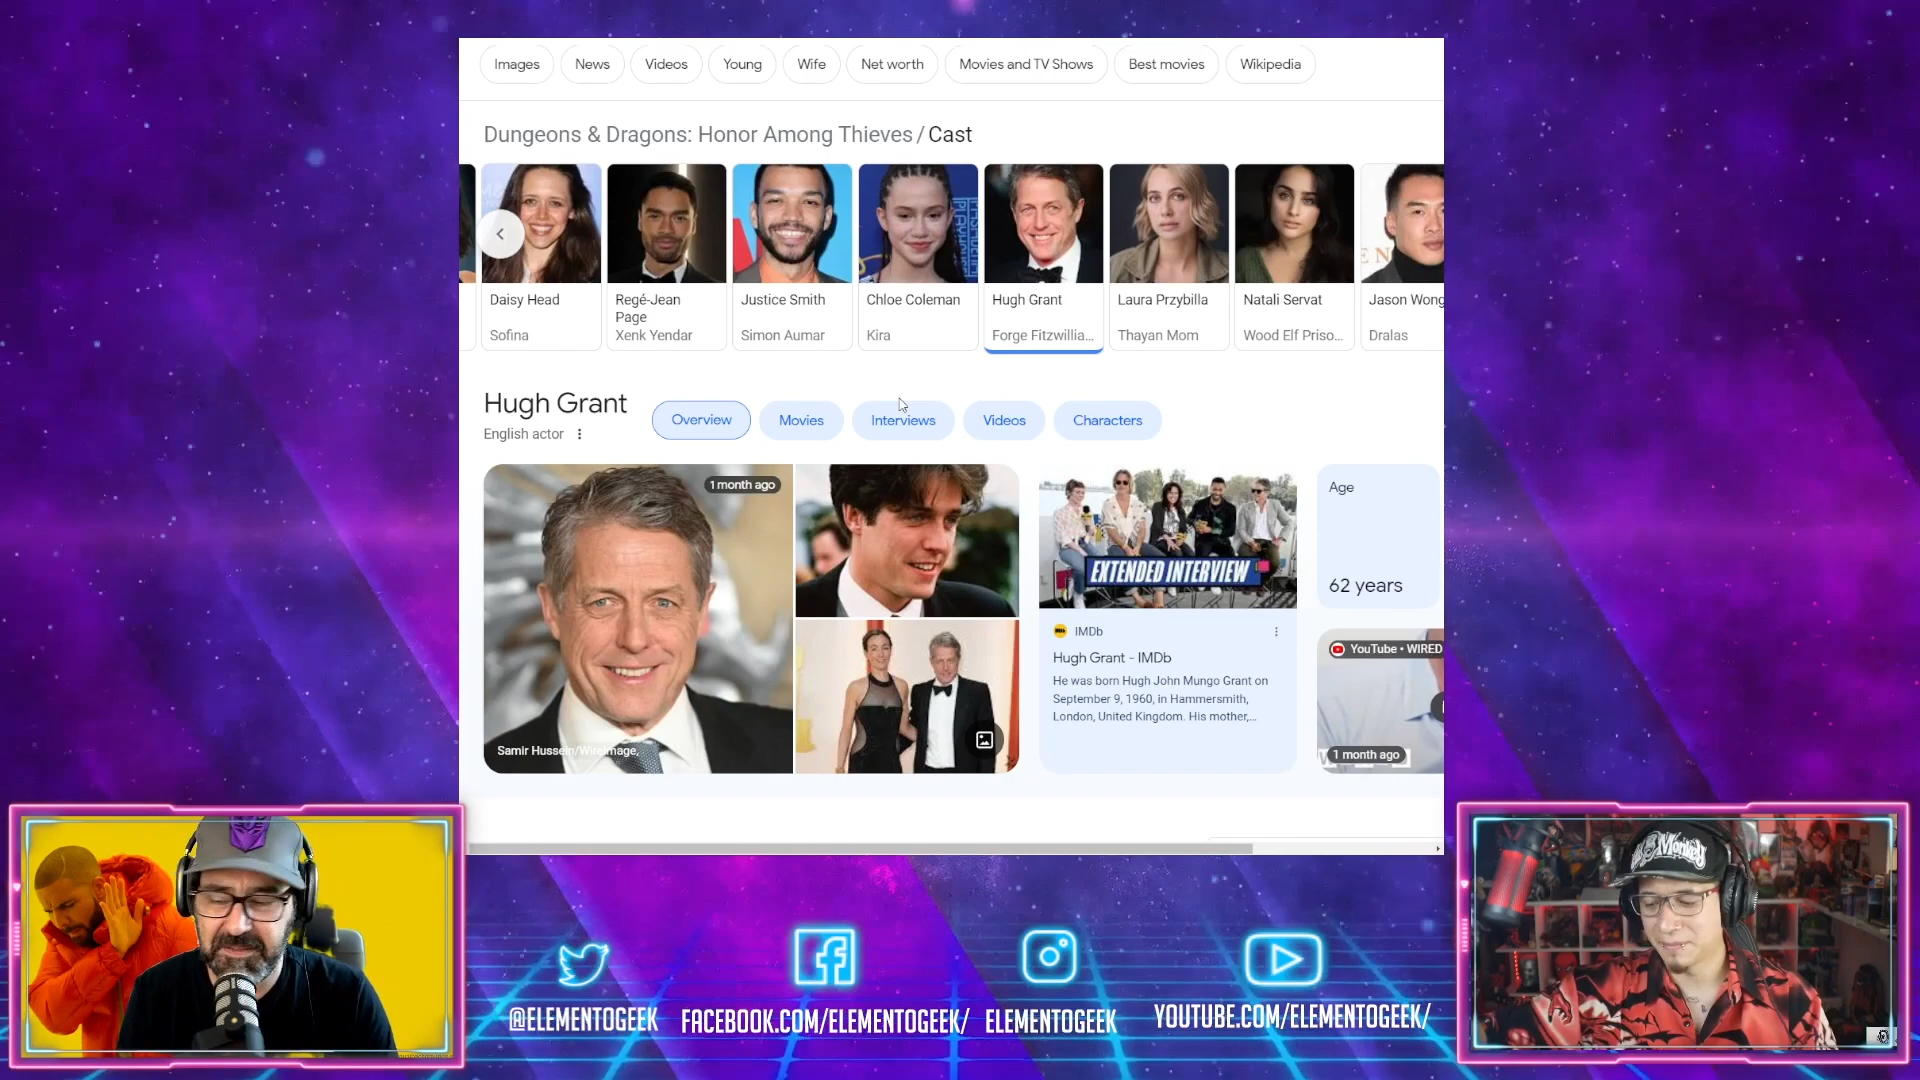 Images News Videos Young Wife Net worth Movies and TV Shows Best movies Wikipedia
Dungeons & Dragons: Honor Among Thieves / Cast
Daisy Head
Sofina
Regé-Jean
Page
Xenk Yendar
Justice Smith
Simon Aumar
Chloe Coleman
Kira
Hugh Grant
Forge Fitzwillia...
Laura Przybilla
Thayan Mom
Natali Servat
Wood Elf Priso...
Jason Wong
Dralas
Hugh Grant
English actor
Overview Movies Interviews Videos Characters
1 month ago
Samir Hussein/WireImage,
EXTENDED INTERVIEW
IMDb
Hugh Grant - IMDb
He was born Hugh John Mungo Grant on
September 9, 1960, in Hammersmith,
London, United Kingdom. His mother,...
Age
62 years
YouTube • WIRED
1 month ago
@ELEMENTOGEEK
FACEBOOK.COM/ELEMENTOGEEK/
ELEMENTOGEEK
YOUTUBE.COM/ELEMENTOGEEK/